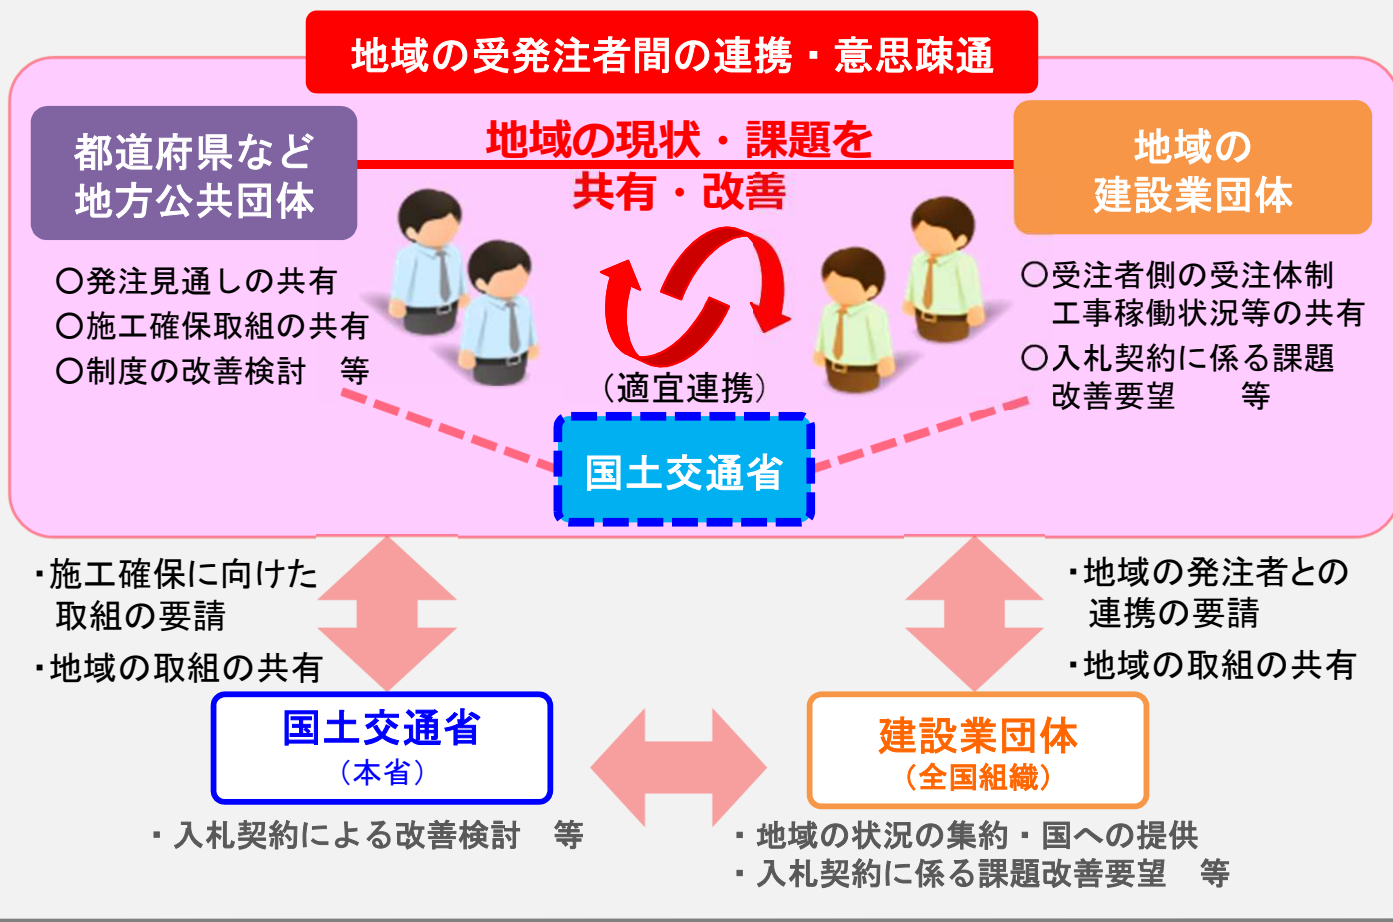 地域の受発注者間の連携・意思疎通
都道府県など
地方公共団体
地域の現状・課題を
共有・改善
地域の
建設業団体
○発注見通しの共有
○施工確保取組の共有
○制度の改善検討　等
○受注者側の受注体制
工事稼働状況等の共有
○入札契約に係る課題
改善要望　　等
（適宜連携）
国土交通省
・施工確保に向けた
取組の要請
・地域の取組の共有
・地域の発注者との
連携の要請
・地域の取組の共有
国土交通省
（本省）
建設業団体
（全国組織）
・入札契約による改善検討　等
・地域の状況の集約・国への提供
・入札契約に係る課題改善要望　等